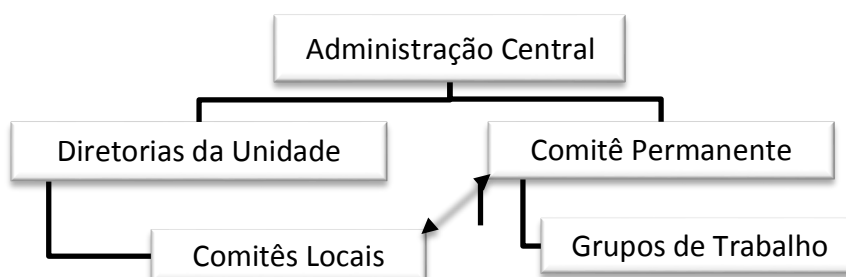 Administração Central
Diretorias da Unidade
Comitê Permanente
Comitês Locais
Grupos de Trabalho